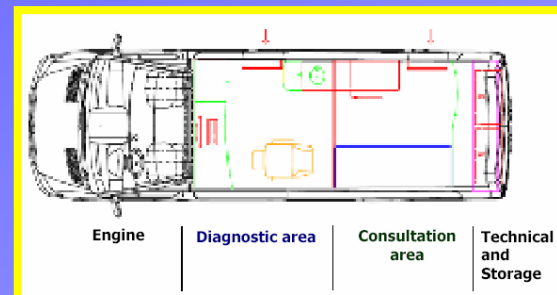 Engine
Diagnostic area
Consultation
area
Technical
and
Storage